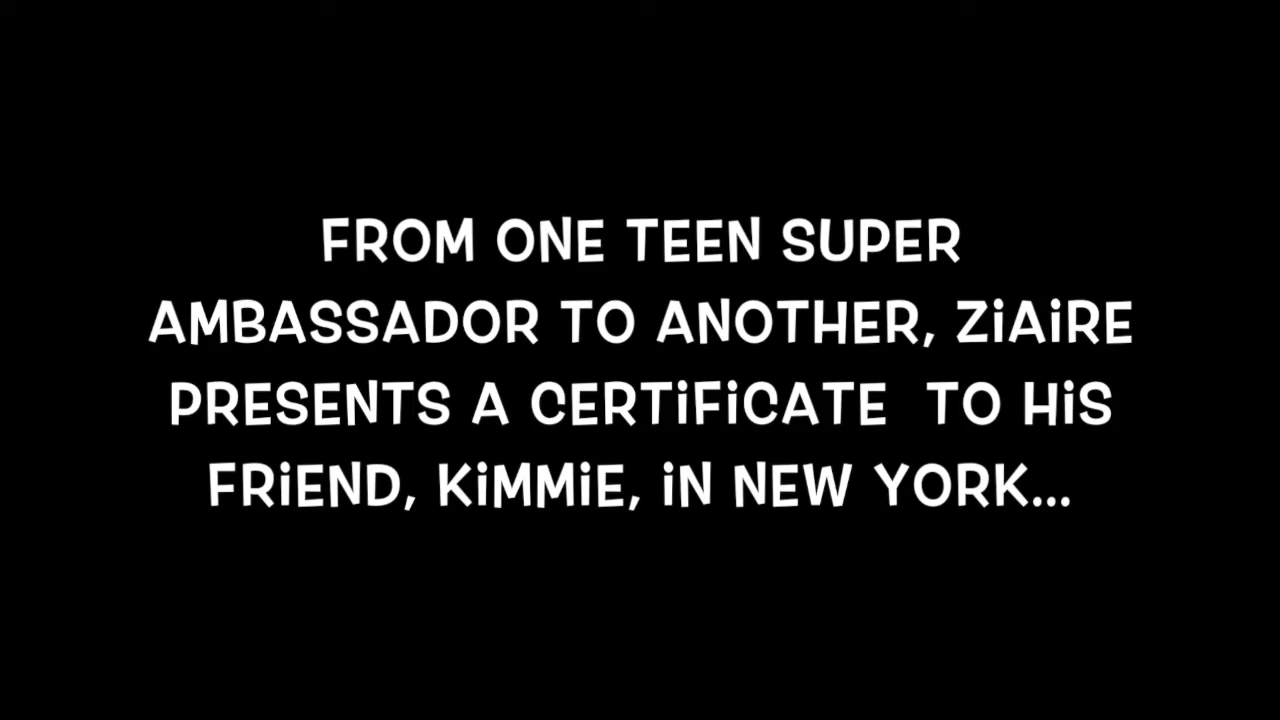 FROM ONE TEEN SUPER
AMBASSADOR TO ANOTHER, ZiAiRE
PRESENTS A CERTiFiCATE  TO HiS
FRiEND, KiMMiE, iN NEW YORK...